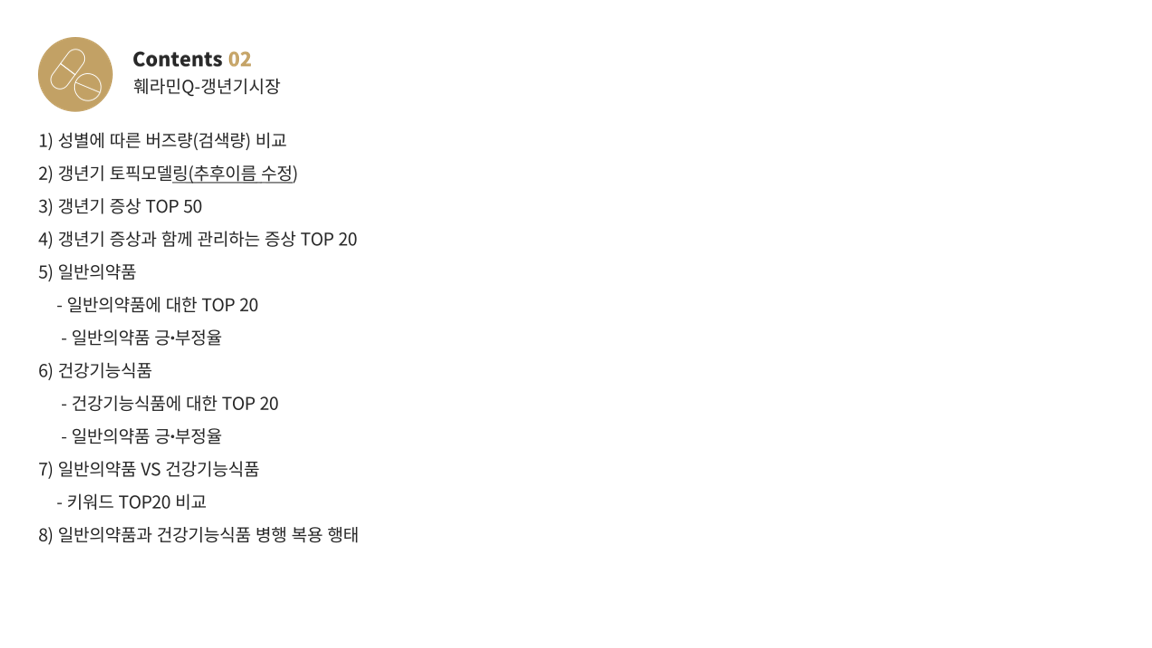 Contents 02
훼라민Q-갱년기시장
1) 성별에 따른 버즈량(검색량) 비교
2) 갱년기 토픽모델링(추후이름 수정)
3) 갱년기 증상 TOP 50
4) 갱년기 증상과 함께 관리하는 증상 TOP 20
5) 일반의약품
- 일반의약품에 대한 TOP 20
- 일반의약품 긍•부정율
6) 건강기능식품
- 건강기능식품에 대한 TOP 20
- 일반의약품 긍•부정율
7) 일반의약품 VS 건강기능식품
- 키워드 TOP20 비교
8) 일반의약품과 건강기능식품 병행 복용 행태